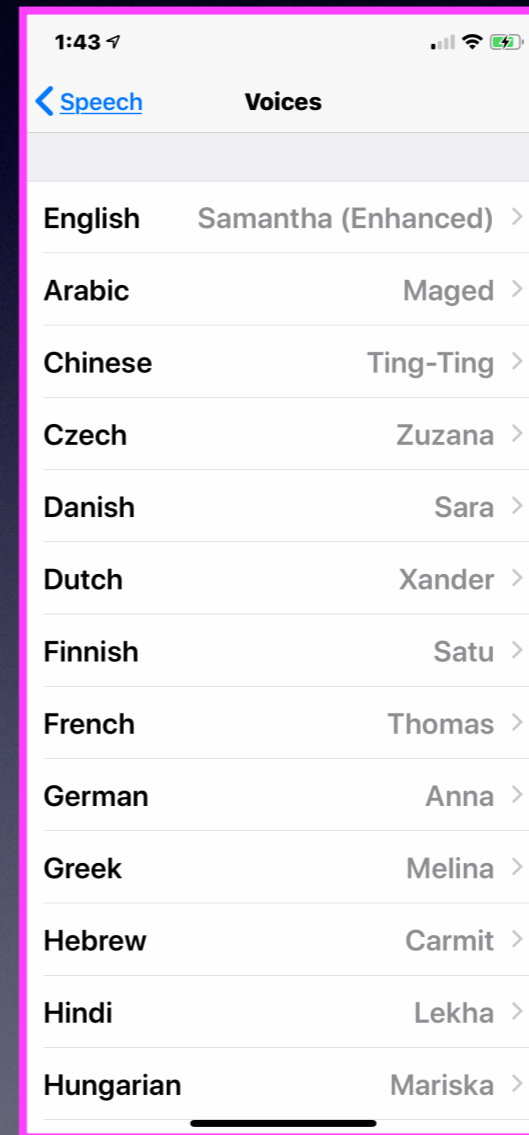 1:43
Speech Voices
English Samantha (Enhanced)
Arabic Maged
Chinese Ting-Ting
Czech Zuzana
Danish Sara
Dutch Xander
Finnish Satu
French Thomas
German Anna
Greek Melina
Hebrew Carmit
Hindi Lekha
Hungarian Mariska